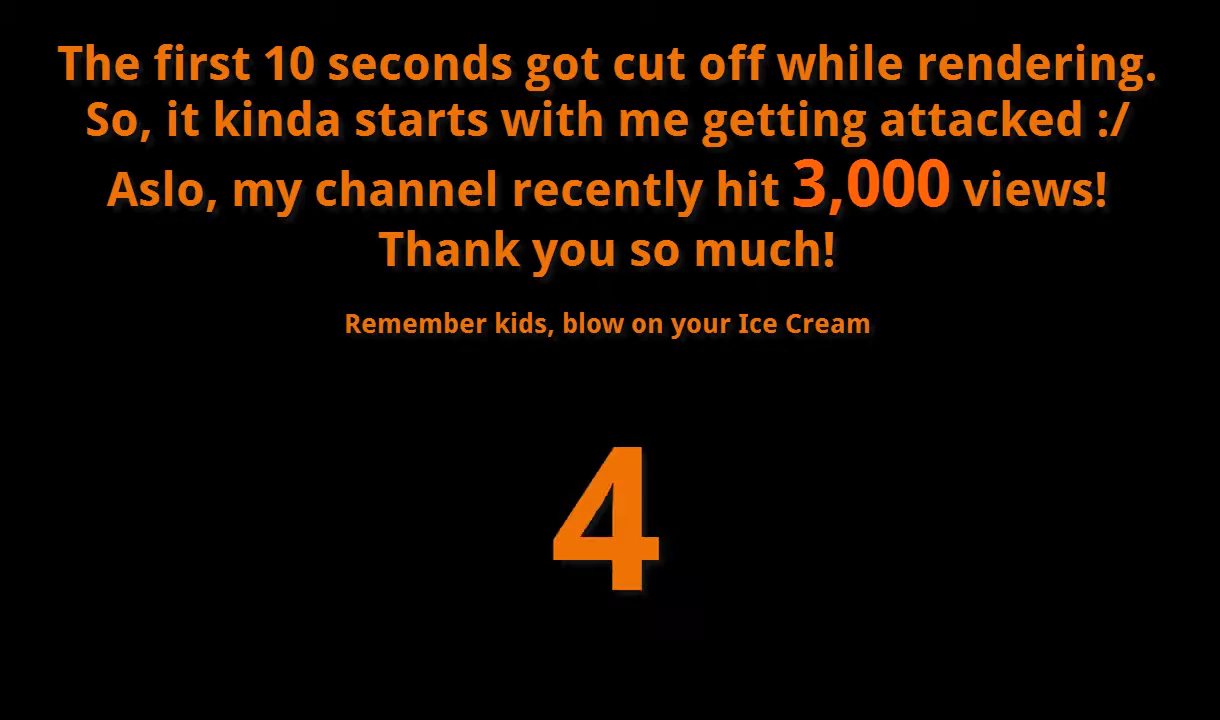 The first 10 seconds got cut off while rendering.
So, it kinda starts with me getting attacked :/
Aslo, my channel recently hit 3,000 views!
Thank you so much!
Remember kids, blow on your Ice Cream
4